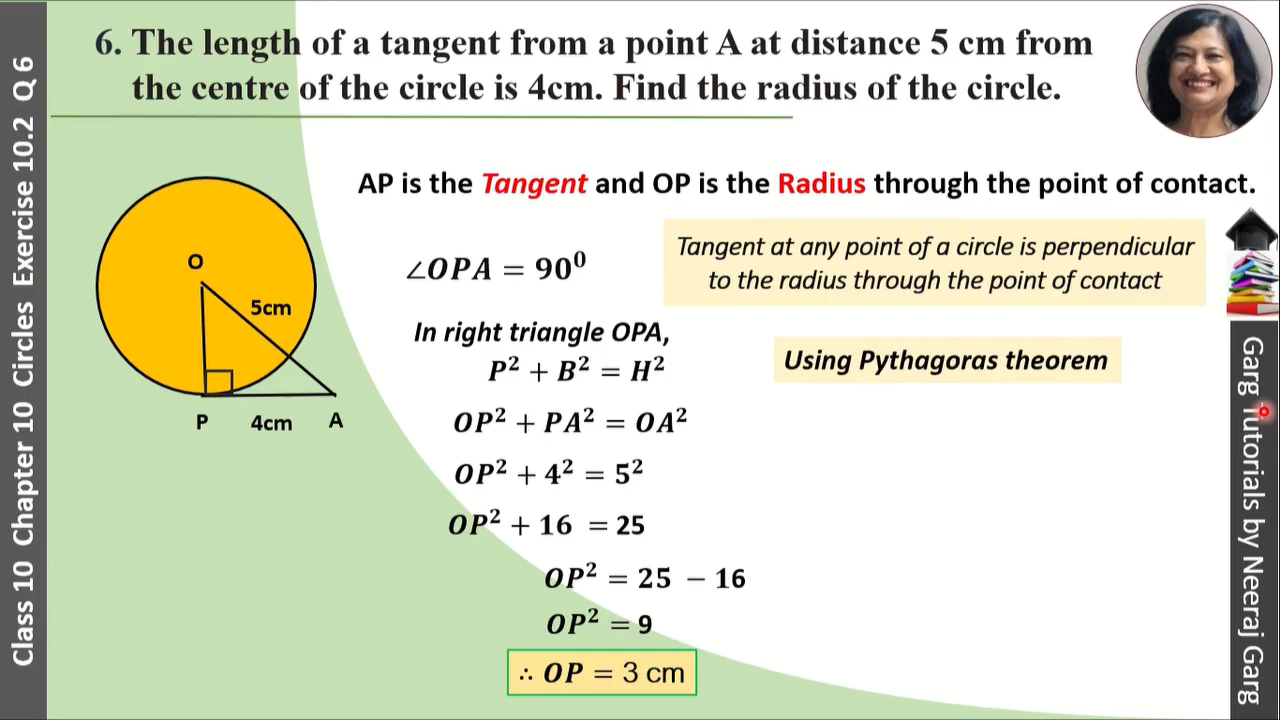 6. The length of a tangent from a point A at distance 5 cm from
the centre of the circle is 4cm. Find the radius of the circle.
Class 10 Chapter 10 Circles Exercise 10.2 Q 6
AP is the Tangent and OP is the Radius through the point of contact.
O
5cm
P 4cm A
∠OPA = 90⁰
Tangent at any point of a circle is perpendicular
to the radius through the point of contact
In right triangle OPA,
P² + B² = H²
Using Pythagoras theorem
OP² + PA² = OA²
OP² + 4² = 5²
OP² + 16 = 25
OP² = 25 − 16
OP² = 9
∴ OP = 3 cm
Garg Tutorials by Neeraj Garg